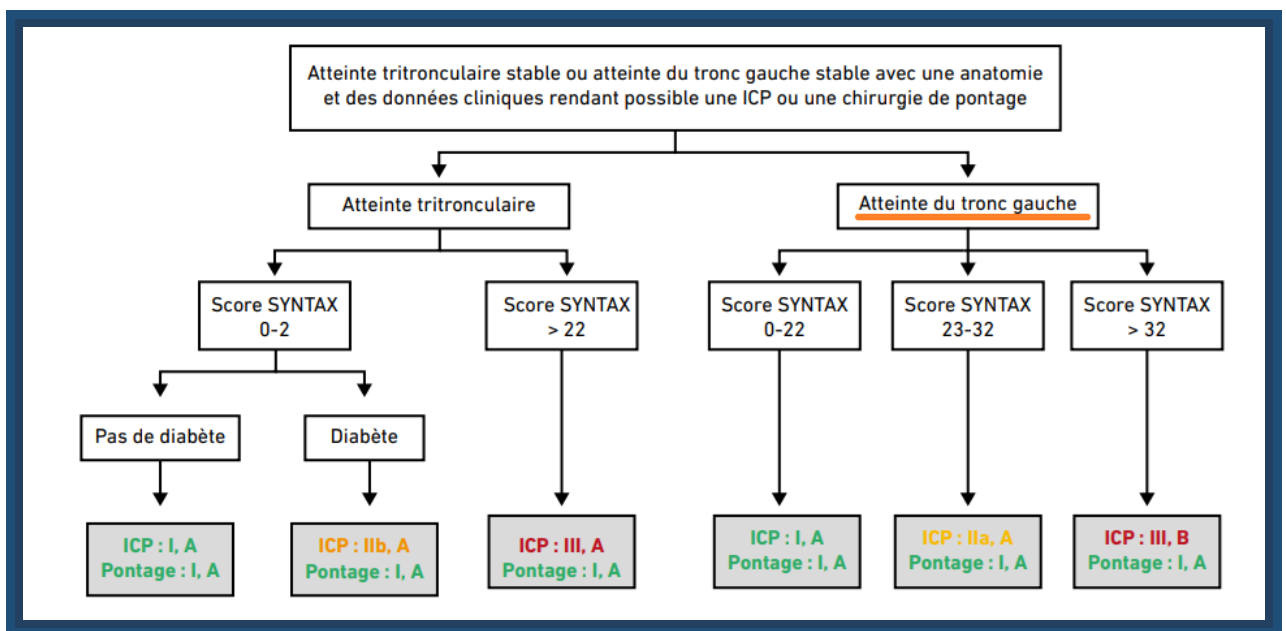 Atteinte tritronculaire stable ou atteinte du tronc gauche stable avec une anatomie
et des données cliniques rendant possible une ICP ou une chirurgie de pontage
Atteinte tritronculaire
Atteinte du tronc gauche
Score SYNTAX
0-2
Score SYNTAX
> 22
Score SYNTAX
0-22
Score SYNTAX
23-32
Score SYNTAX
> 32
Pas de diabète
Diabète
ICP : I, A
Pontage : I, A
ICP : IIb, A
Pontage : I, A
ICP : III, A
Pontage : I, A
ICP : I, A
Pontage : I, A
ICP : IIa, A
Pontage : I, A
ICP : III, B
Pontage : I, A